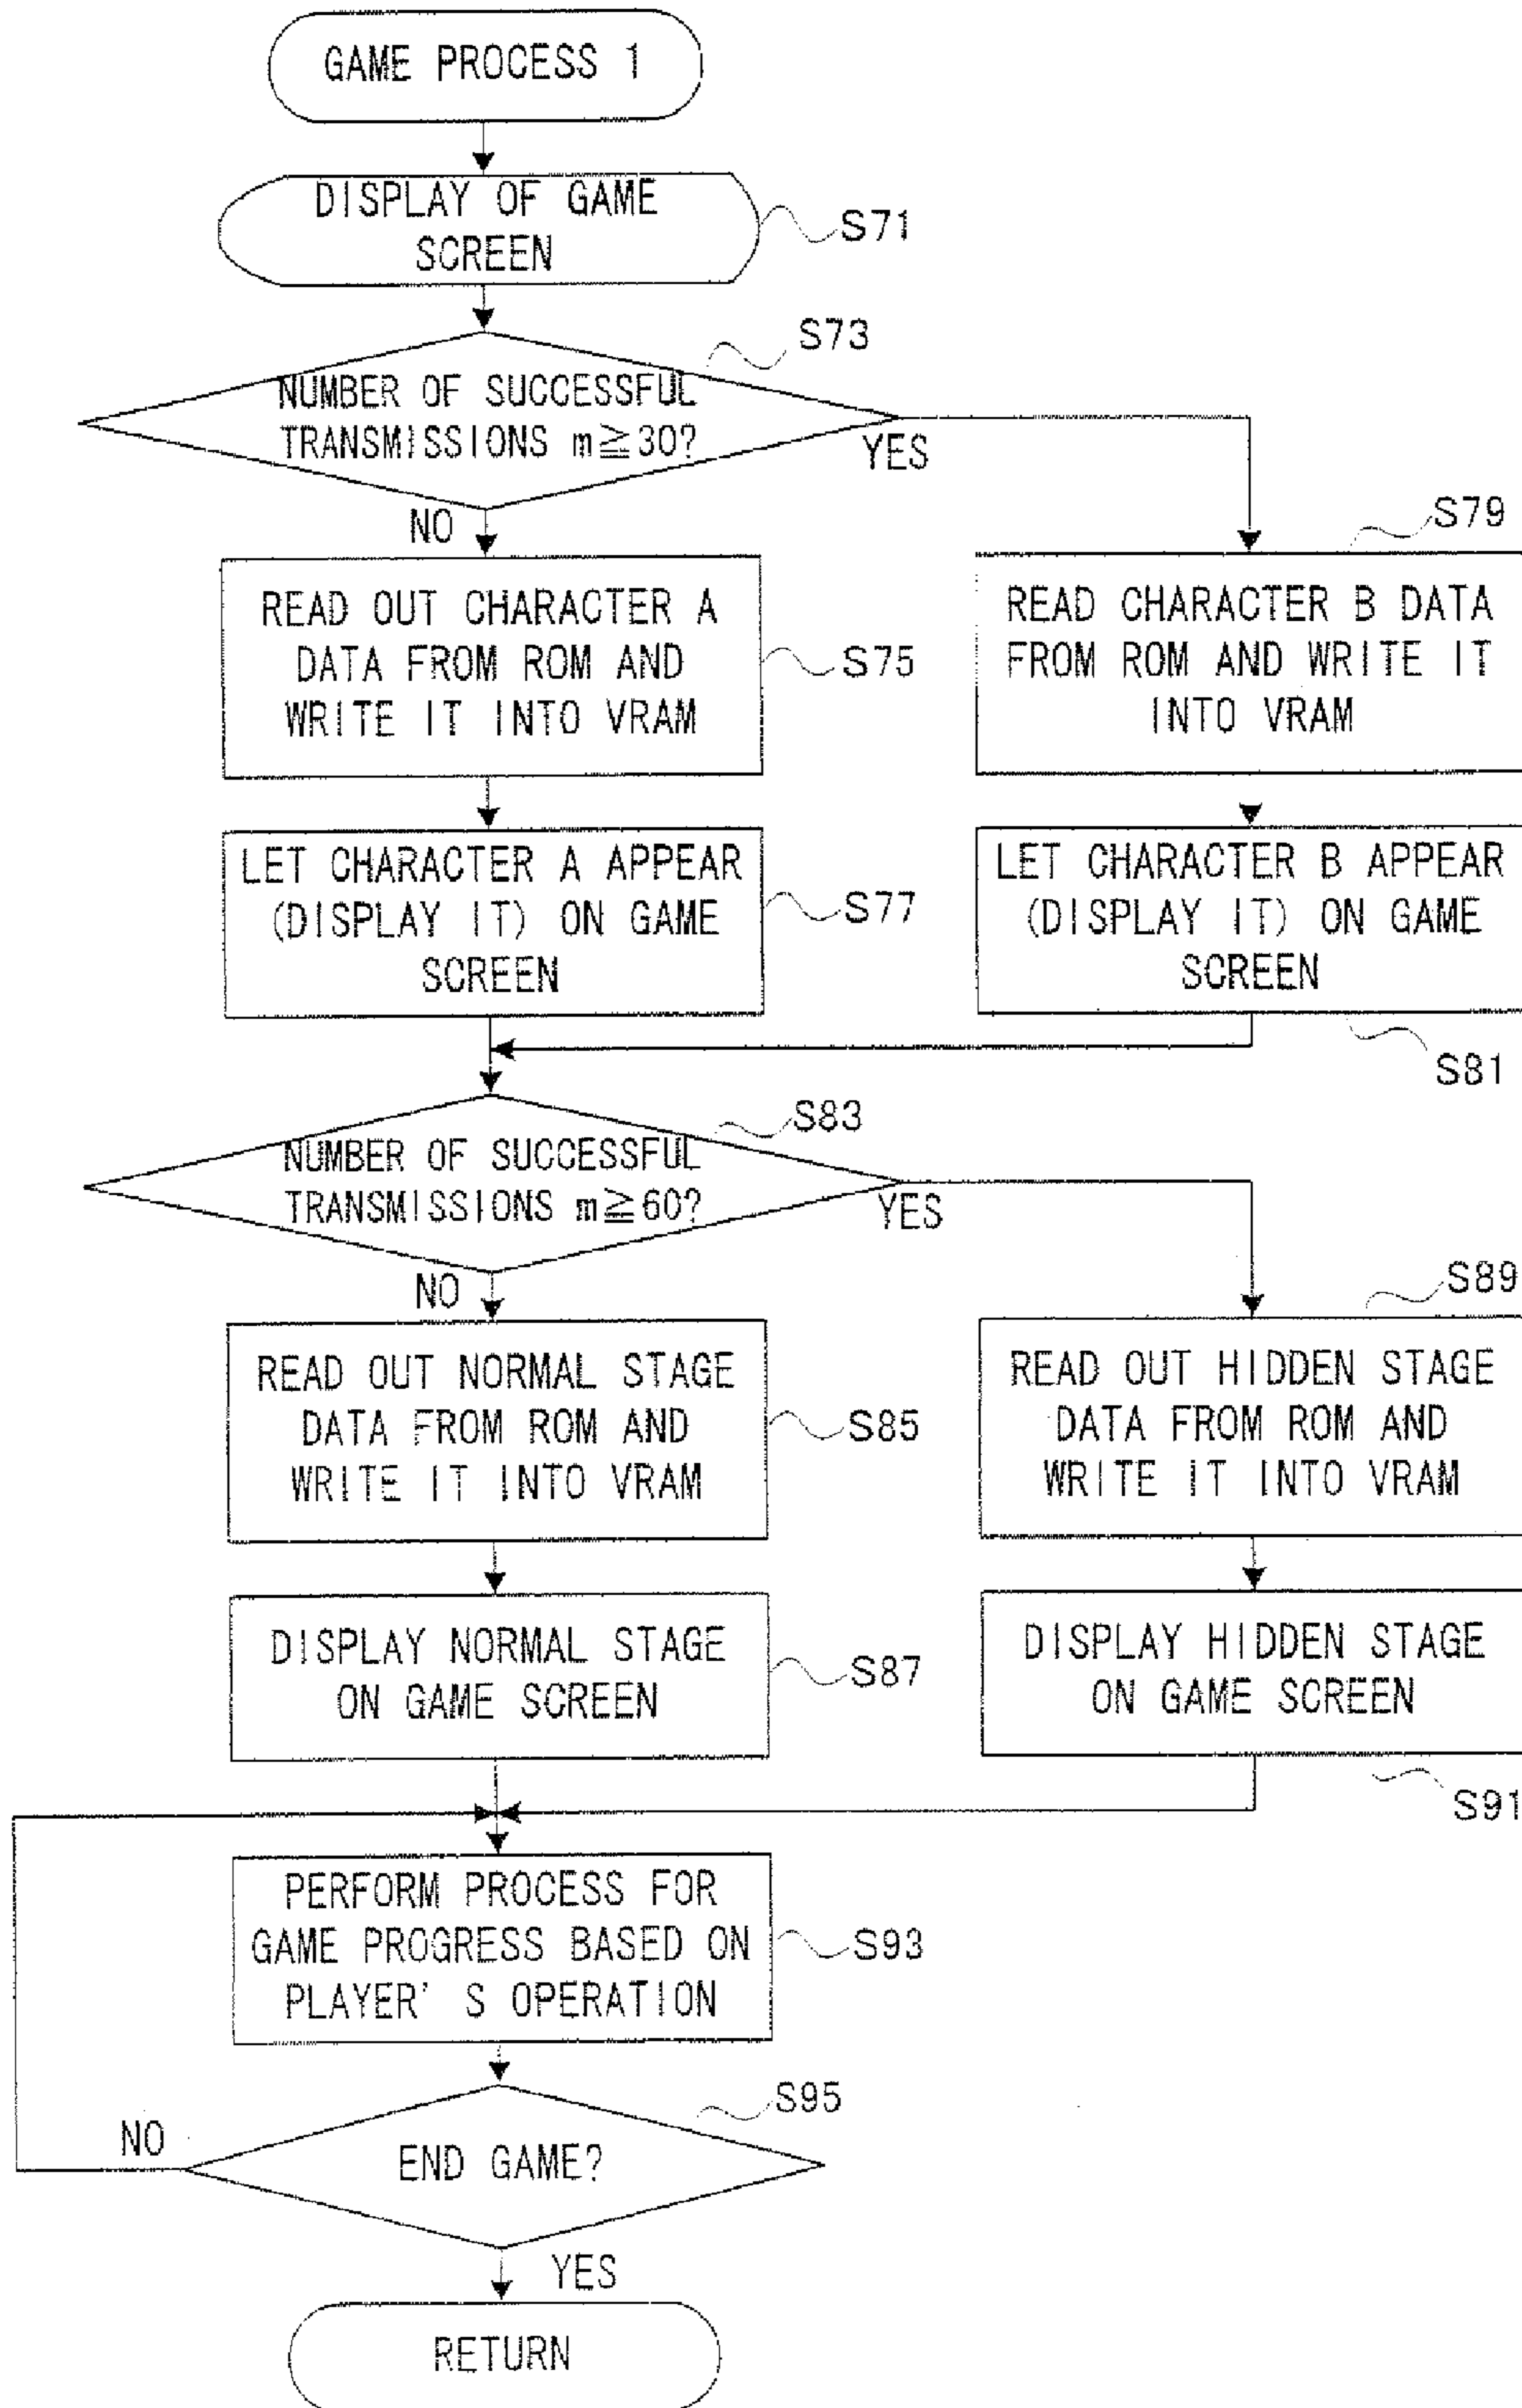 GAME PROCESS 1
DISPLAY OF GAME
SCREEN
S71
S73
NUMBER OF SUCCESSFUL
TRANSMISSIONS m≧30?
YES
NO
S79
READ OUT CHARACTER A
DATA FROM ROM AND
WRITE IT INTO VRAM
S75
READ CHARACTER B DATA
FROM ROM AND WRITE IT
INTO VRAM
LET CHARACTER A APPEAR
(DISPLAY IT) ON GAME
SCREEN
S77
LET CHARACTER B APPEAR
(DISPLAY IT) ON GAME
SCREEN
S81
S83
NUMBER OF SUCCESSFUL
TRANSMISSIONS m≧60?
YES
NO
S89
READ OUT NORMAL STAGE
DATA FROM ROM AND
WRITE IT INTO VRAM
S85
READ OUT HIDDEN STAGE
DATA FROM ROM AND
WRITE IT INTO VRAM
DISPLAY NORMAL STAGE
ON GAME SCREEN
S87
DISPLAY HIDDEN STAGE
ON GAME SCREEN
S91
PERFORM PROCESS FOR
GAME PROGRESS BASED ON
PLAYER' S OPERATION
S93
S95
NO
END GAME?
YES
RETURN